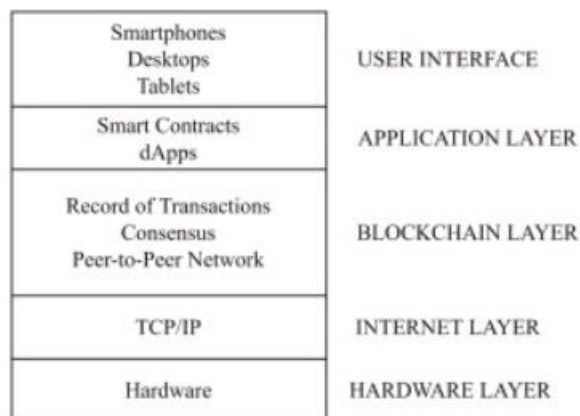 Smartphones
Desktops
Tablets
USER INTERFACE
Smart Contracts
dApps
APPLICATION LAYER
Record of Transactions
Consensus
Peer-to-Peer Network
BLOCKCHAIN LAYER
TCP/IP
INTERNET LAYER
Hardware
HARDWARE LAYER